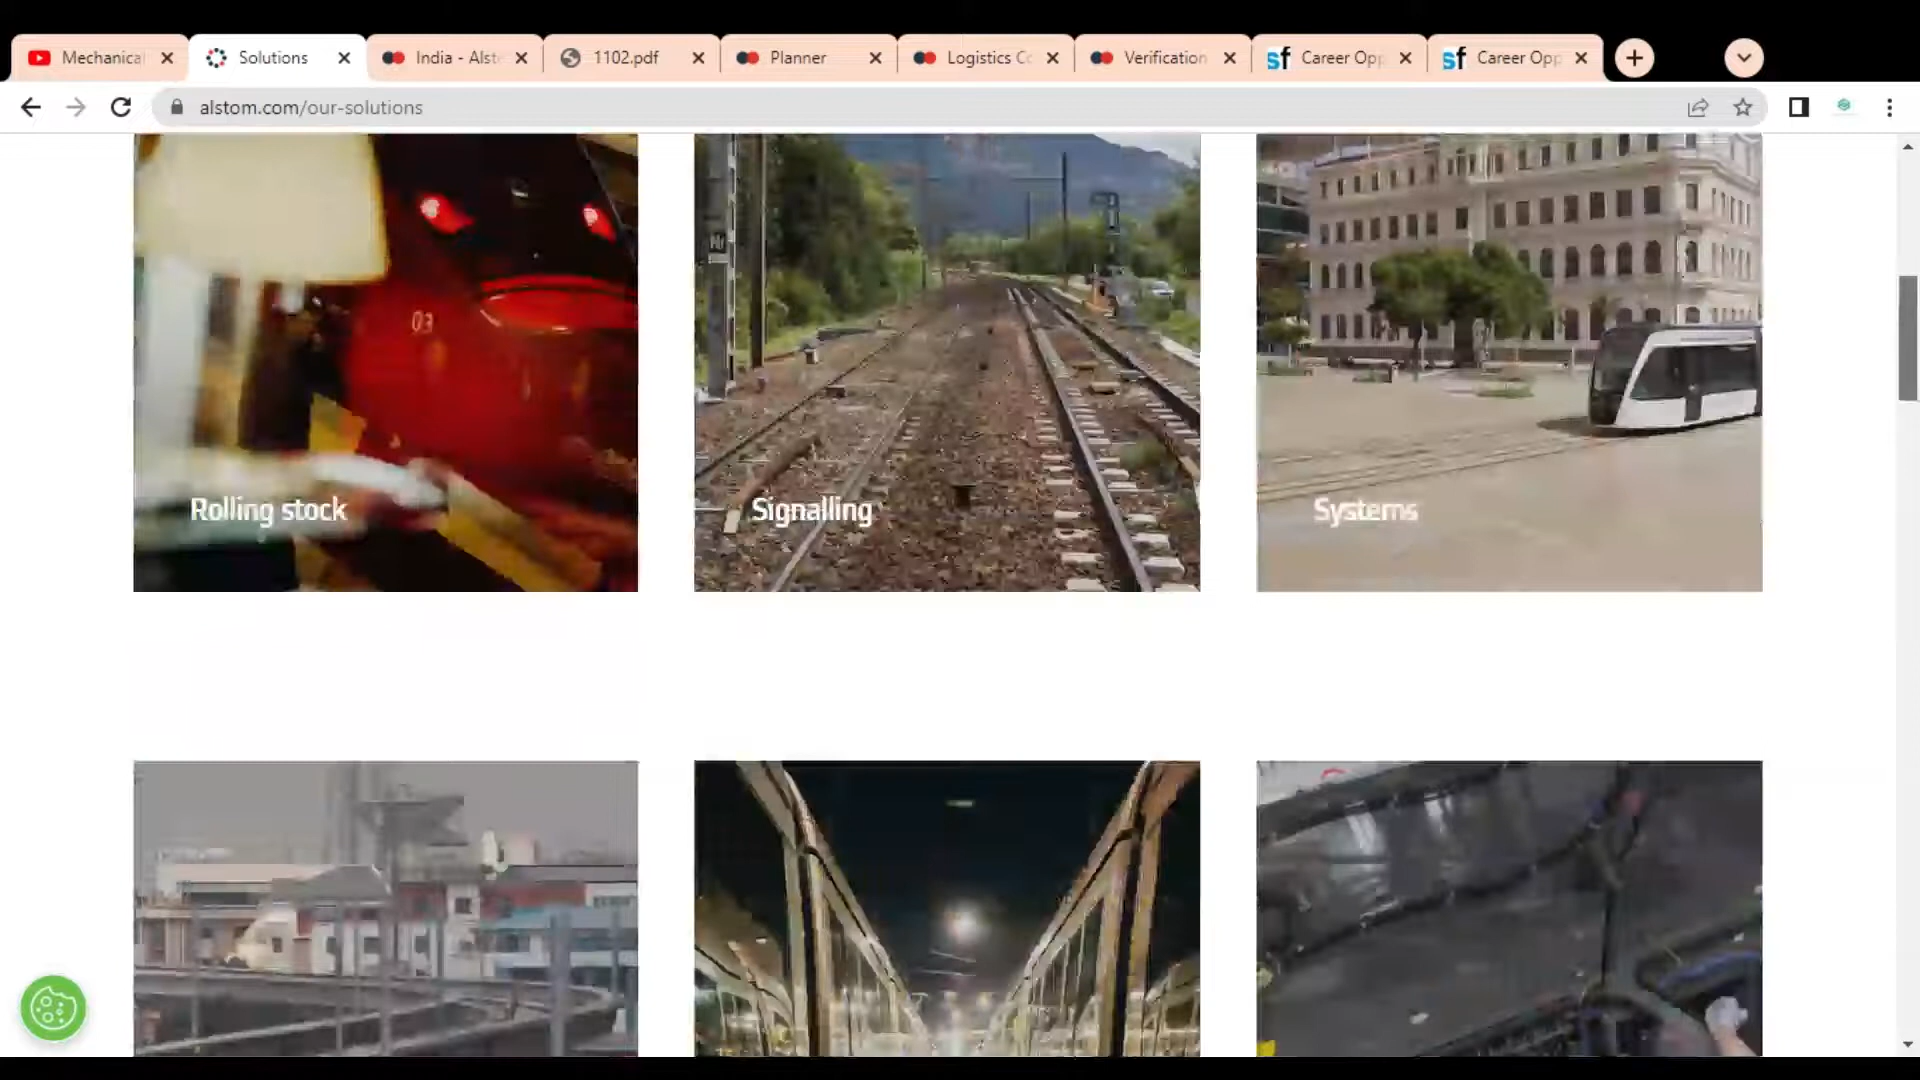 Mechanical
Solutions
India - Alst
1102.pdf
Planner
Logistics Co
Verification
sf Career Opp
sf Career Opp
alstom.com/our-solutions
03
Rolling stock
Signalling
Systems